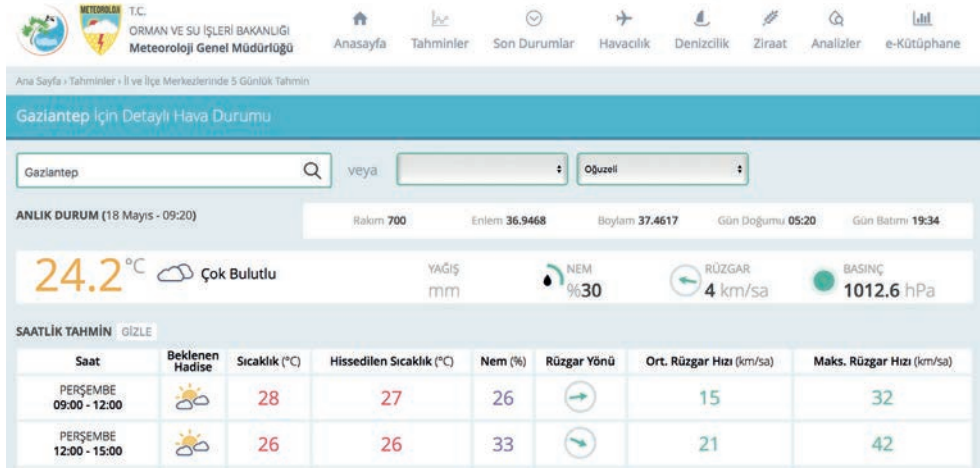 METEOROLOJİ
T.C.
ORMAN VE SU İŞLERİ BAKANLIĞI
Meteoroloji Genel Müdürlüğü
Anasayfa Tahminler Son Durumlar Havacılık Denizcilik Ziraat Analizler e-Kütüphane
Ana Sayfa › Tahminler › İl ve İlçe Merkezlerinde 5 Günlük Tahmin
Gaziantep İçin Detaylı Hava Durumu
Gaziantep veya Oğuzeli
ANLIK DURUM (18 Mayıs - 09:20) Rakım 700 Enlem 36.9468 Boylam 37.4617 Gün Doğumu 05:20 Gün Batımı 19:34
24.2°C Çok Bulutlu YAĞIŞ mm NEM %30 RÜZGAR 4 km/sa BASINÇ 1012.6 hPa
SAATLİK TAHMİN GİZLE
Saat Beklenen Hadise Sıcaklık (°C) Hissedilen Sıcaklık (°C) Nem (%) Rüzgar Yönü Ort. Rüzgar Hızı (km/sa) Maks. Rüzgar Hızı (km/sa)
PERŞEMBE 09:00 - 12:00 28 27 26 15 32
PERŞEMBE 12:00 - 15:00 26 26 33 21 42